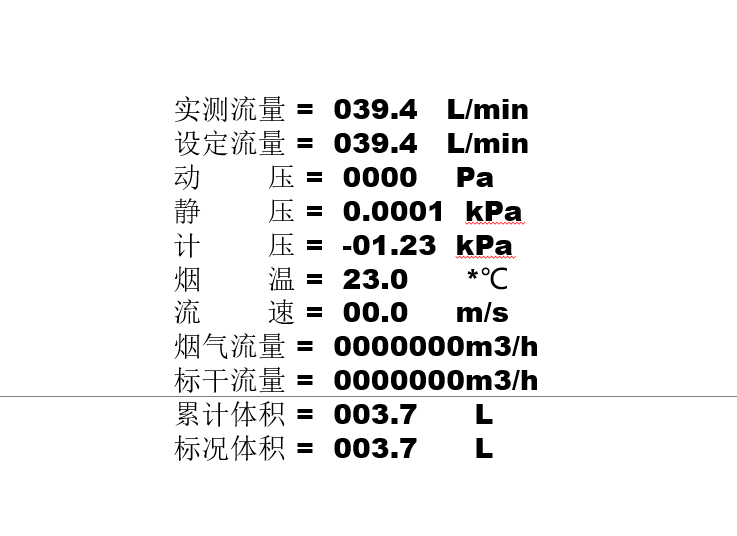 实测流量 = 039.4 L/min
设定流量 = 039.4 L/min
动 压 = 0000 Pa
静 压 = 0.0001 kPa
计 压 = -01.23 kPa
烟 温 = 23.0 *℃
流 速 = 00.0 m/s
烟气流量 = 0000000m3/h
标干流量 = 0000000m3/h
累计体积 = 003.7 L
标况体积 = 003.7 L